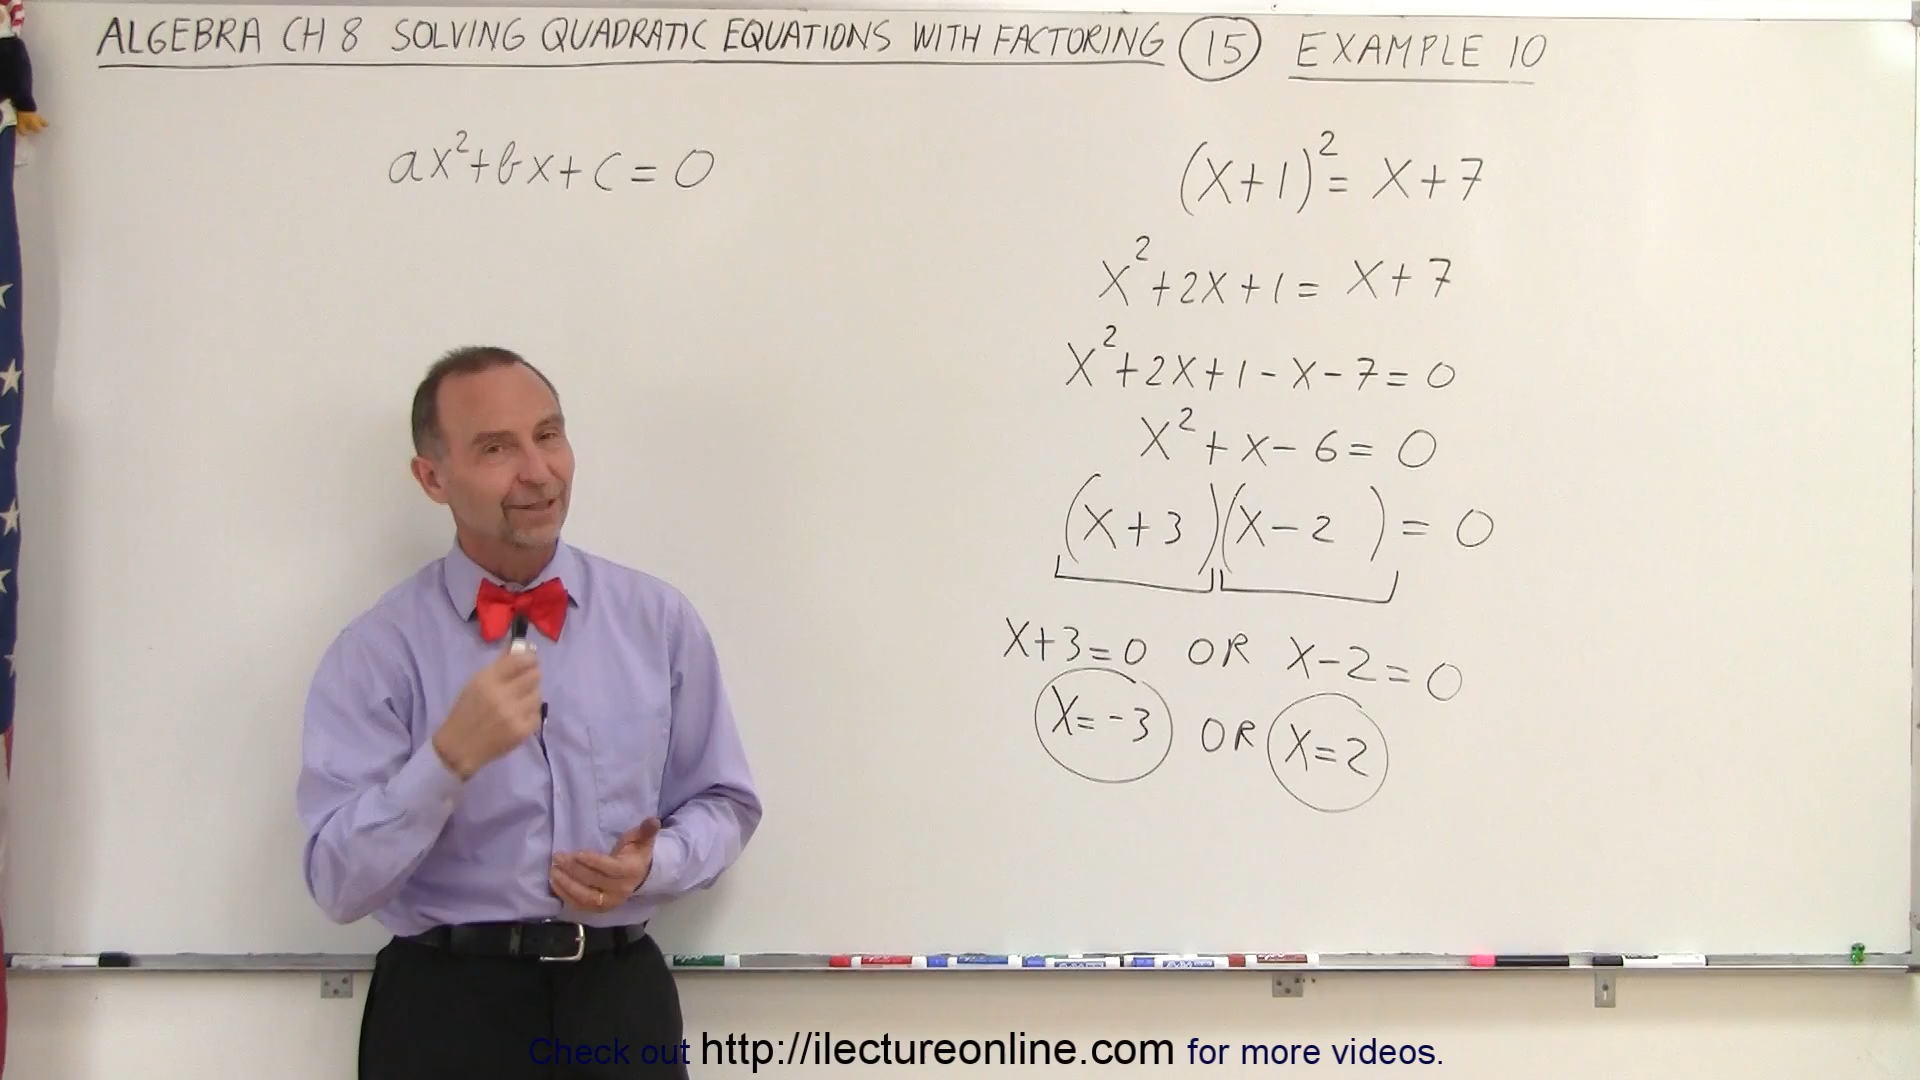 ALGEBRA CH 8 SOLVING QUADRATIC EQUATIONS WITH FACTORING 15 EXAMPLE 10
ax²+bx+c=0
(x+1)²=x+7
x²+2x+1=x+7
x²+2x+1-x-7=0
x²+x-6=0
(x+3)(x-2)=0
x+3=0 OR x-2=0
x=-3 OR x=2
Check out http://ilectureonline.com for more videos.